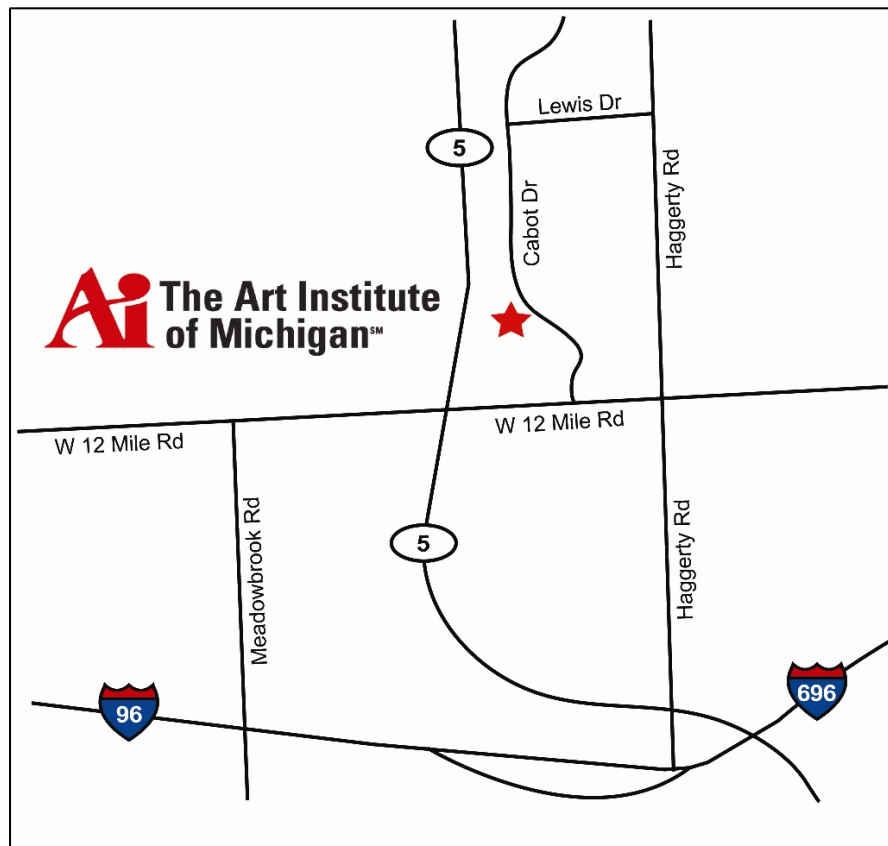 Lewis Dr
5
Cabot Dr
Haggerty Rd
Ai The Art Institute
of Michigan℠
W 12 Mile Rd
W 12 Mile Rd
Meadowbrook Rd
5
Haggerty Rd
96
696